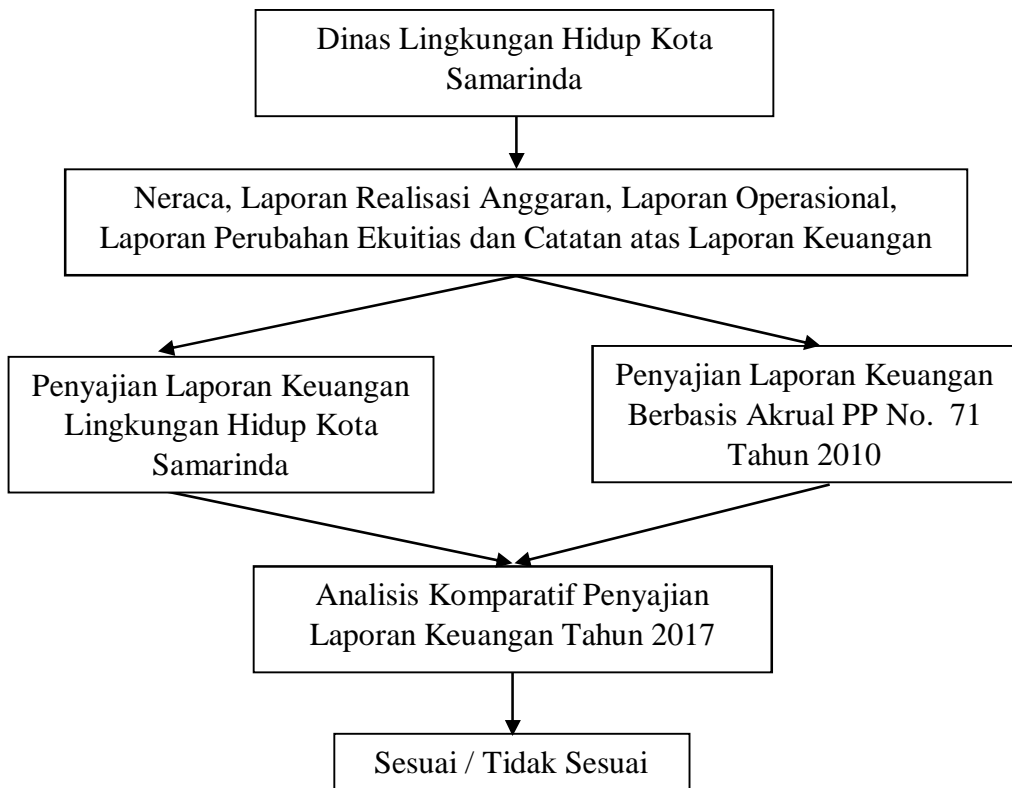 Dinas Lingkungan Hidup Kota
Samarinda
Neraca, Laporan Realisasi Anggaran, Laporan Operasional,
Laporan Perubahan Ekuitias dan Catatan atas Laporan Keuangan
Penyajian Laporan Keuangan
Lingkungan Hidup Kota
Samarinda
Penyajian Laporan Keuangan
Berbasis Akrual PP No. 71
Tahun 2010
Analisis Komparatif Penyajian
Laporan Keuangan Tahun 2017
Sesuai / Tidak Sesuai